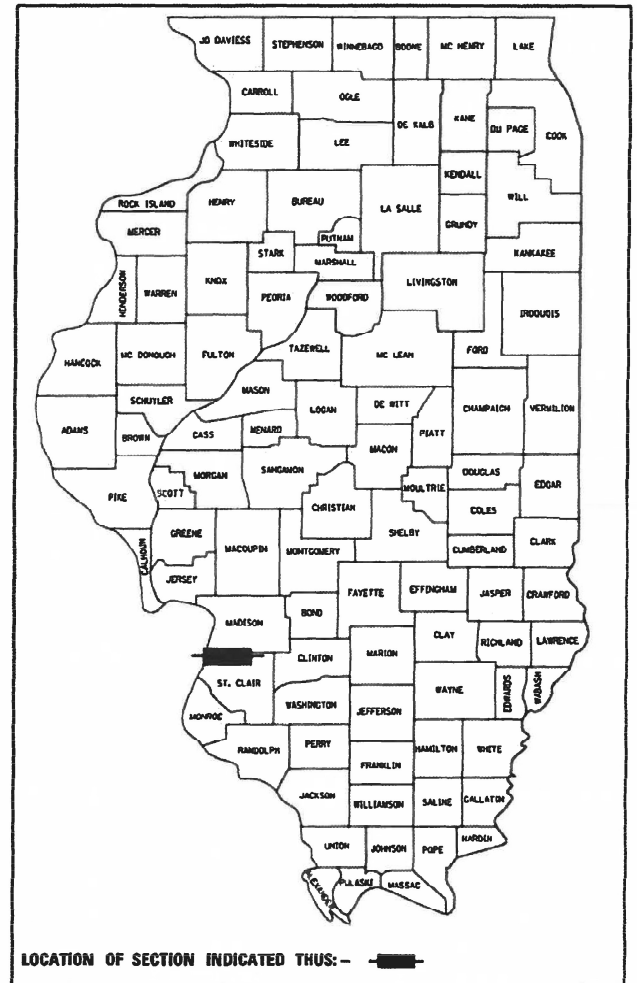 JO DAVIESS
STEPHENSON
WINNEBAGO
BOONE
MC HENRY
LAKE
CARROLL
OGLE
DE KALB
KANE
DU PAGE
COOK
WHITESIDE
LEE
KENDALL
WILL
ROCK ISLAND
HENRY
BUREAU
LA SALLE
GRUNDY
MERCER
PUTNAM
STARK
MARSHALL
KANKAKEE
HENDERSON
WARREN
KNOX
PEORIA
WOODFORD
LIVINGSTON
IROQUOIS
HANCOCK
MC DONOUGH
FULTON
TAZEWELL
MC LEAN
FORD
SCHUYLER
MASON
LOGAN
DE WITT
CHAMPAIGN
VERMILION
ADAMS
BROWN
CASS
MENARD
MACON
PIATT
PIKE
SCOTT
MORGAN
SANGAMON
CHRISTIAN
MOULTRIE
DOUGLAS
EDGAR
COLES
CALHOUN
GREENE
MACOUPIN
MONTGOMERY
SHELBY
CUMBERLAND
CLARK
JERSEY
FAYETTE
EFFINGHAM
JASPER
CRAWFORD
MADISON
BOND
CLAY
RICHLAND
LAWRENCE
CLINTON
MARION
ST. CLAIR
WAYNE
EDWARDS
WABASH
MONROE
WASHINGTON
JEFFERSON
RANDOLPH
PERRY
HAMILTON
WHITE
FRANKLIN
JACKSON
WILLIAMSON
SALINE
GALLATIN
UNION
JOHNSON
POPE
HARDIN
ALEXANDER
PULASKI
MASSAC
LOCATION OF SECTION INDICATED THUS: –